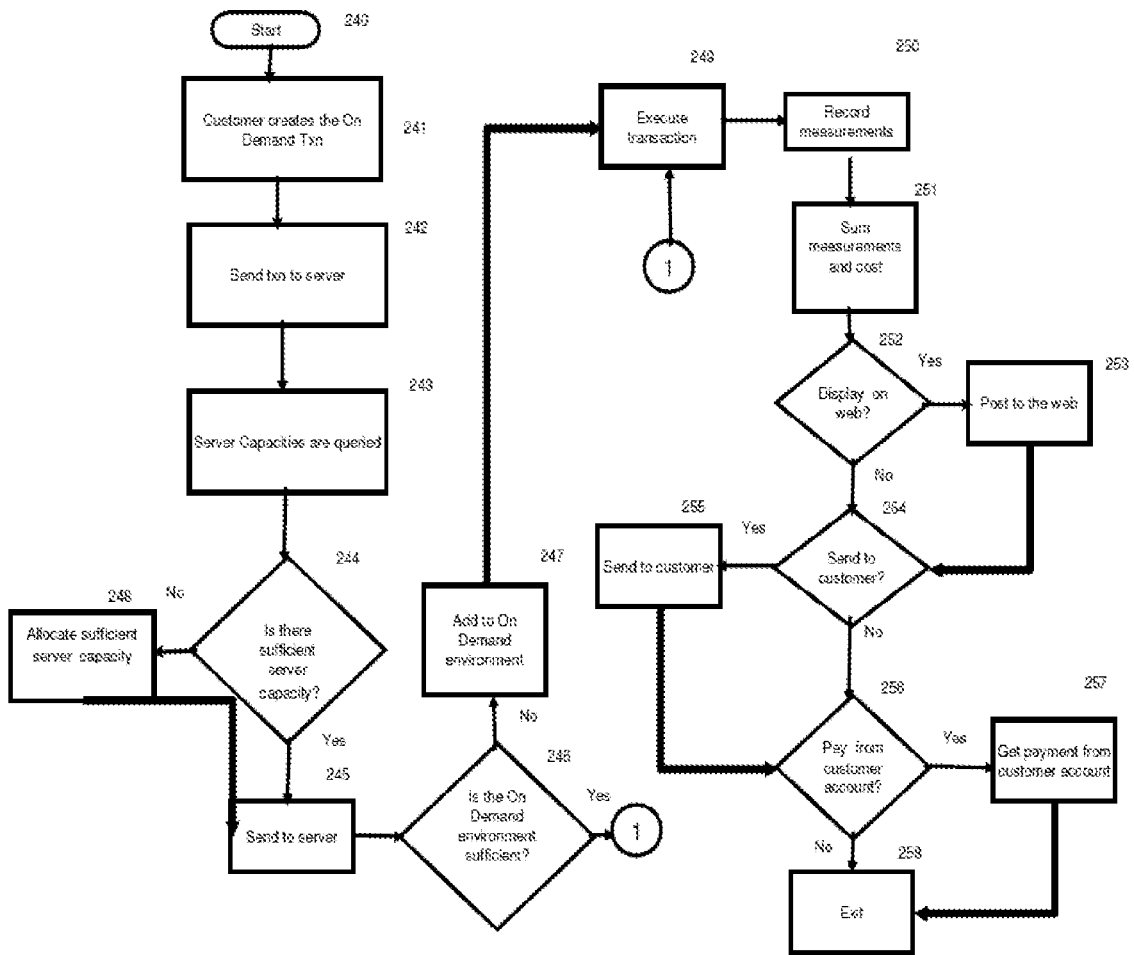 Start
240
Customer creates the On
Demand Txn
241
Send txn to server
242
Server Capacities are queried
243
Is there
sufficient
server
capacity?
244
No
Allocate sufficient
server capacity
248
Yes
245
Send to server
Is the On
Demand
environment
sufficient?
246
Yes
1
No
Add to On
Demand
environment
247
Execute
transaction
249
1
Record
measurements
250
Sum
measurements
and cost
251
Display on
web?
252
Yes
Post to the web
253
No
Send to
customer?
254
Yes
Send to customer
255
No
Pay from
customer
account?
256
Yes
Get payment from
customer account
257
No
Exit
258